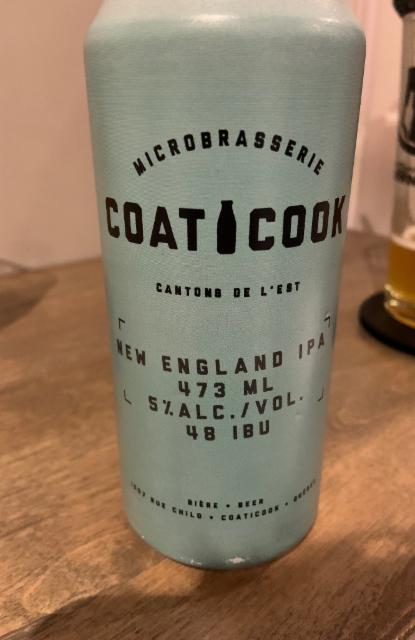 MICROBRASSERIE
COATICOOK
CANTONS DE L'EST
NEW ENGLAND IPA
473 ML
5% ALC./VOL.
48 IBU
BIÈRE • BEER
RUE CHILD • COATICOOK • QUÉBEC